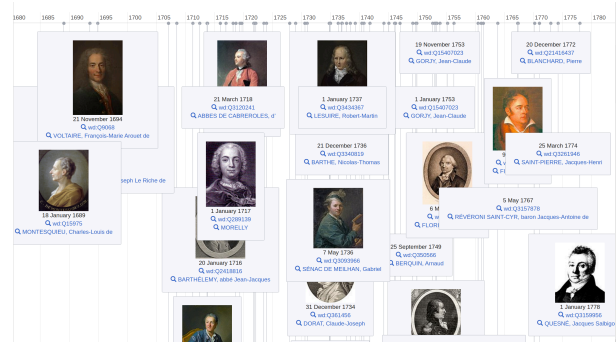 1680 1685 1690 1695 1700 1705 1710 1715 1720 1725 1730 1735 1740 1745 1750 1755 1760 1765 1770 1775 1780
21 November 1694
wd:Q9068
VOLTAIRE, François-Marie Arouet de
21 March 1718
wd:Q3120241
ABBES DE CABREROLES, d'
1 January 1737
wd:Q3434367
LESUIRE, Robert-Martin
19 November 1753
wd:Q15407023
GORJY, Jean-Claude
1 January 1753
wd:Q15407023
GORJY, Jean-Claude
20 December 1772
wd:Q21416437
BLANCHARD, Pierre
21 December 1736
wd:Q3340819
BARTHE, Nicolas-Thomas
25 March 1774
wd:Q3261948
SAINT-PIERRE, Jacques-Henri
seph Le Riche de
18 January 1689
wd:Q15975
MONTESQUIEU, Charles-Louis de
1 January 1717
wd:Q289138
MORELLY
5 May 1767
wd:Q3157878
RÉVÉRONI SAINT-CYR, baron Jacques-Antoine de
6 M
FLORI
7 May 1736
wd:Q3093966
SÉNAC DE MEILHAN, Gabriel
25 September 1749
wd:Q350566
BERQUIN, Arnaud
20 January 1716
wd:Q2418816
BARTHÉLEMY, abbé Jean-Jacques
31 December 1734
wd:Q361456
DORAT, Claude-Joseph
1 January 1778
wd:Q3159956
QUESNÉ, Jacques Salbigo